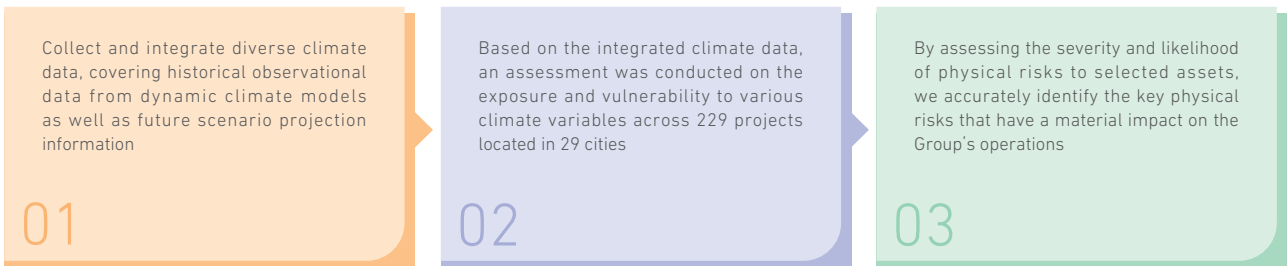 Collect and integrate diverse climate
data, covering historical observational
data from dynamic climate models
as well as future scenario projection
information
01
Based on the integrated climate data,
an assessment was conducted on the
exposure and vulnerability to various
climate variables across 229 projects
located in 29 cities
02
By assessing the severity and likelihood
of physical risks to selected assets,
we accurately identify the key physical
risks that have a material impact on the
Group's operations
03